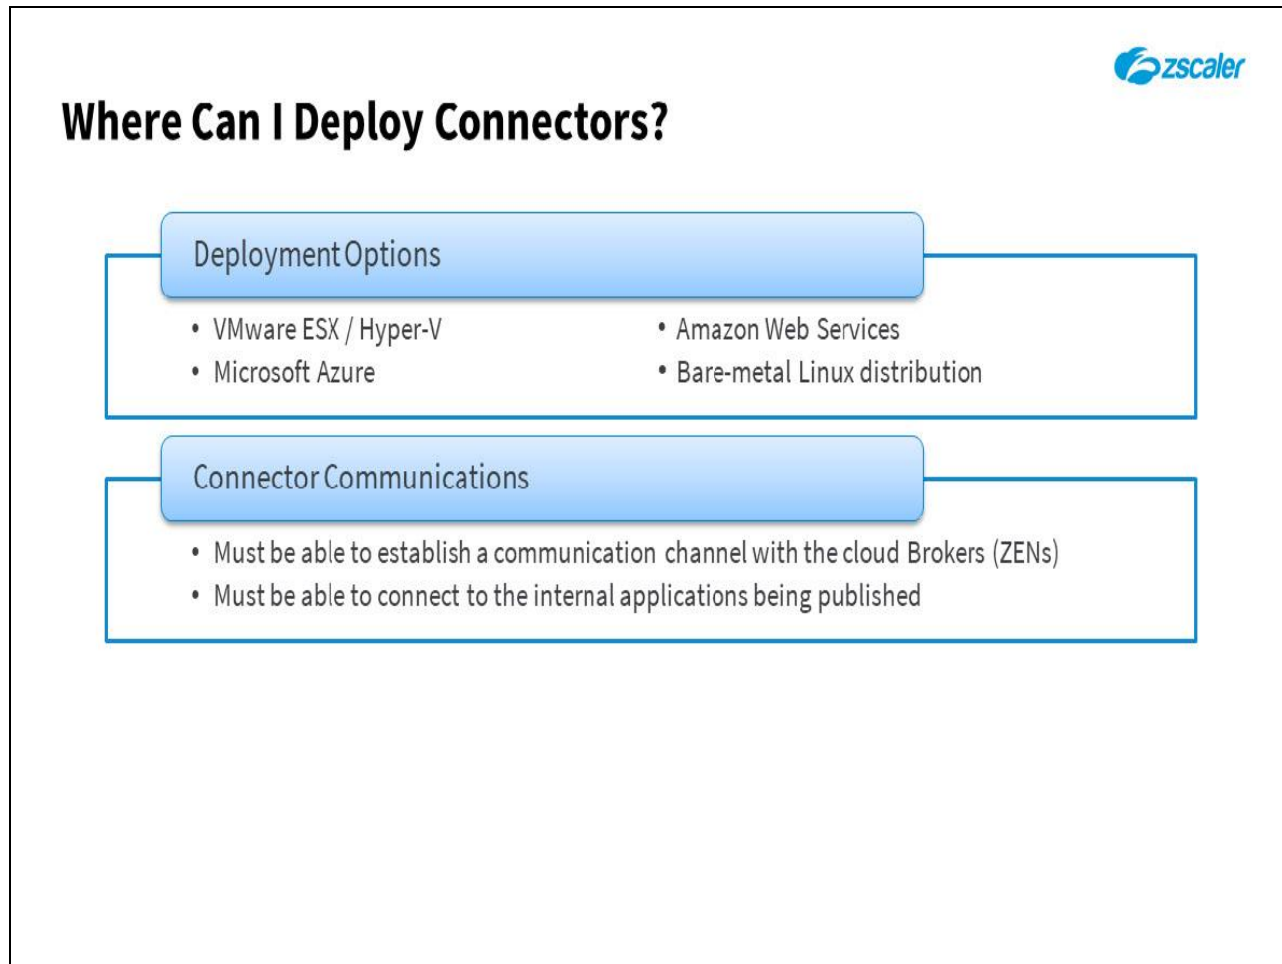 zscaler
Where Can I Deploy Connectors?
Deployment Options
• VMware ESX / Hyper-V
• Microsoft Azure
• Amazon Web Services
• Bare-metal Linux distribution
Connector Communications
• Must be able to establish a communication channel with the cloud Brokers (ZENs)
• Must be able to connect to the internal applications being published